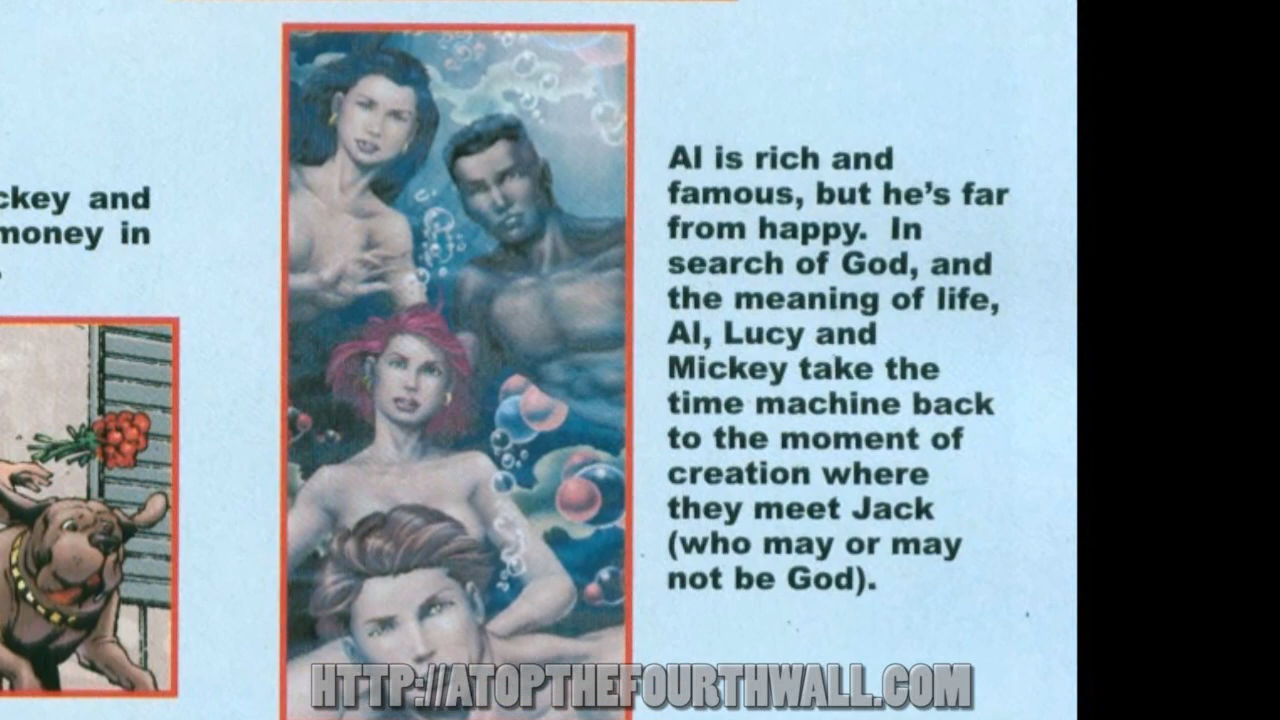 ckey and
money in
Al is rich and
famous, but he's far
from happy. In
search of God, and
the meaning of life,
Al, Lucy and
Mickey take the
time machine back
to the moment of
creation where
they meet Jack
(who may or may
not be God).
HTTP://ATOPTHEFOURTHWALL.COM